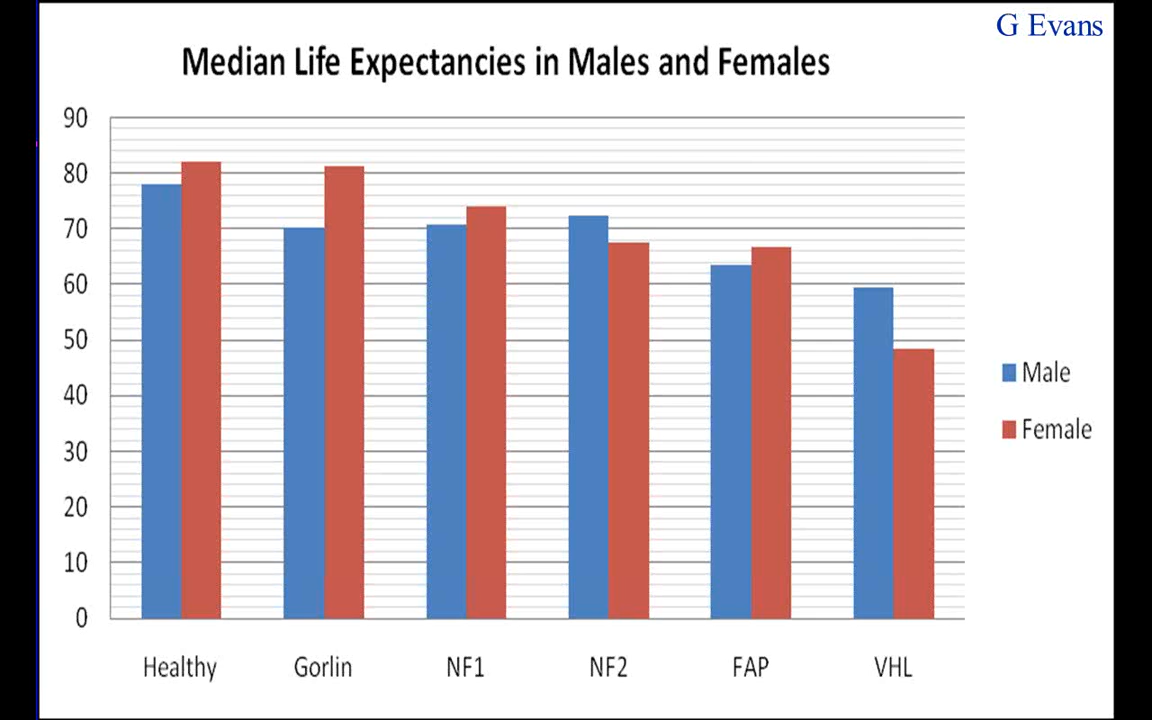 G Evans
Median Life Expectancies in Males and Females
90
80
70
60
50
40
30
20
10
0
Healthy Gorlin NF1 NF2 FAP VHL
Male
Female